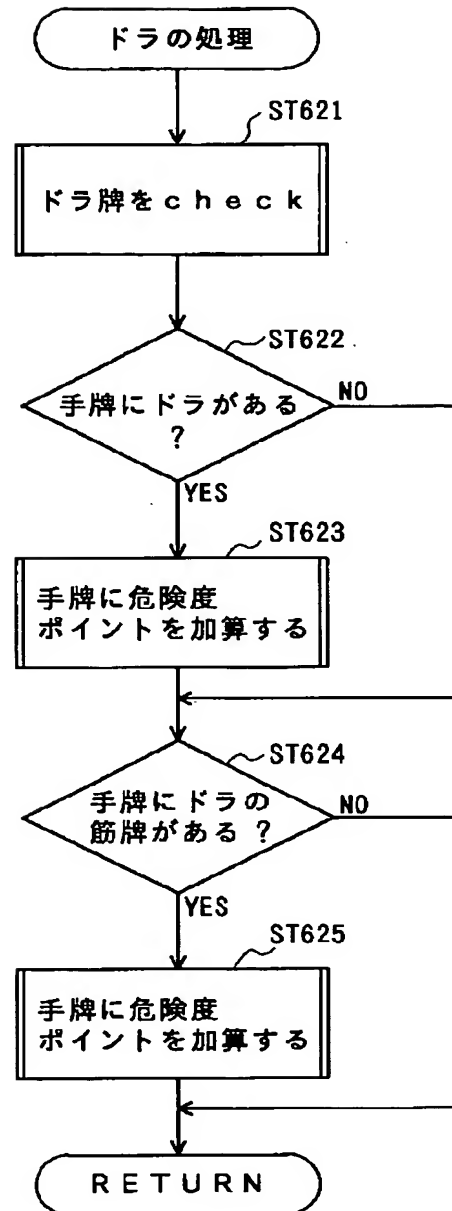 ドラの処理
ST621
ドラ牌をcheck
ST622
手牌にドラがある
?
NO
YES
ST623
手牌に危険度
ポイントを加算する
ST624
手牌にドラの
筋牌がある?
NO
YES
ST625
手牌に危険度
ポイントを加算する
RETURN